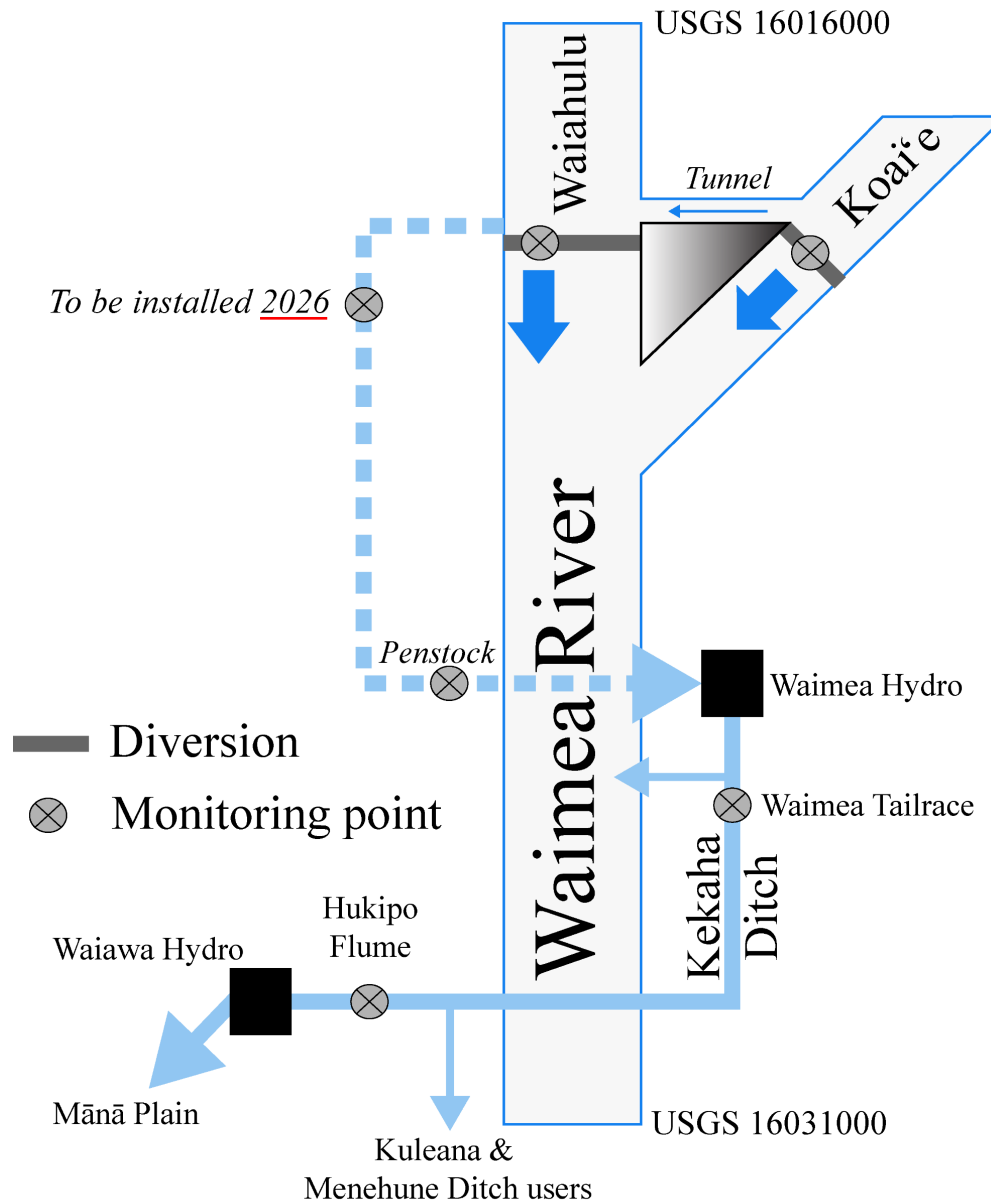 USGS 16016000
Waiahulu
Koaiʻe
Tunnel
To be installed 2026
Waimea River
Penstock
Waimea Hydro
Diversion
Monitoring point
Waimea Tailrace
Kekaha
Ditch
Hukipo
Flume
Waiawa Hydro
Mānā Plain
USGS 16031000
Kuleana &
Menehune Ditch users